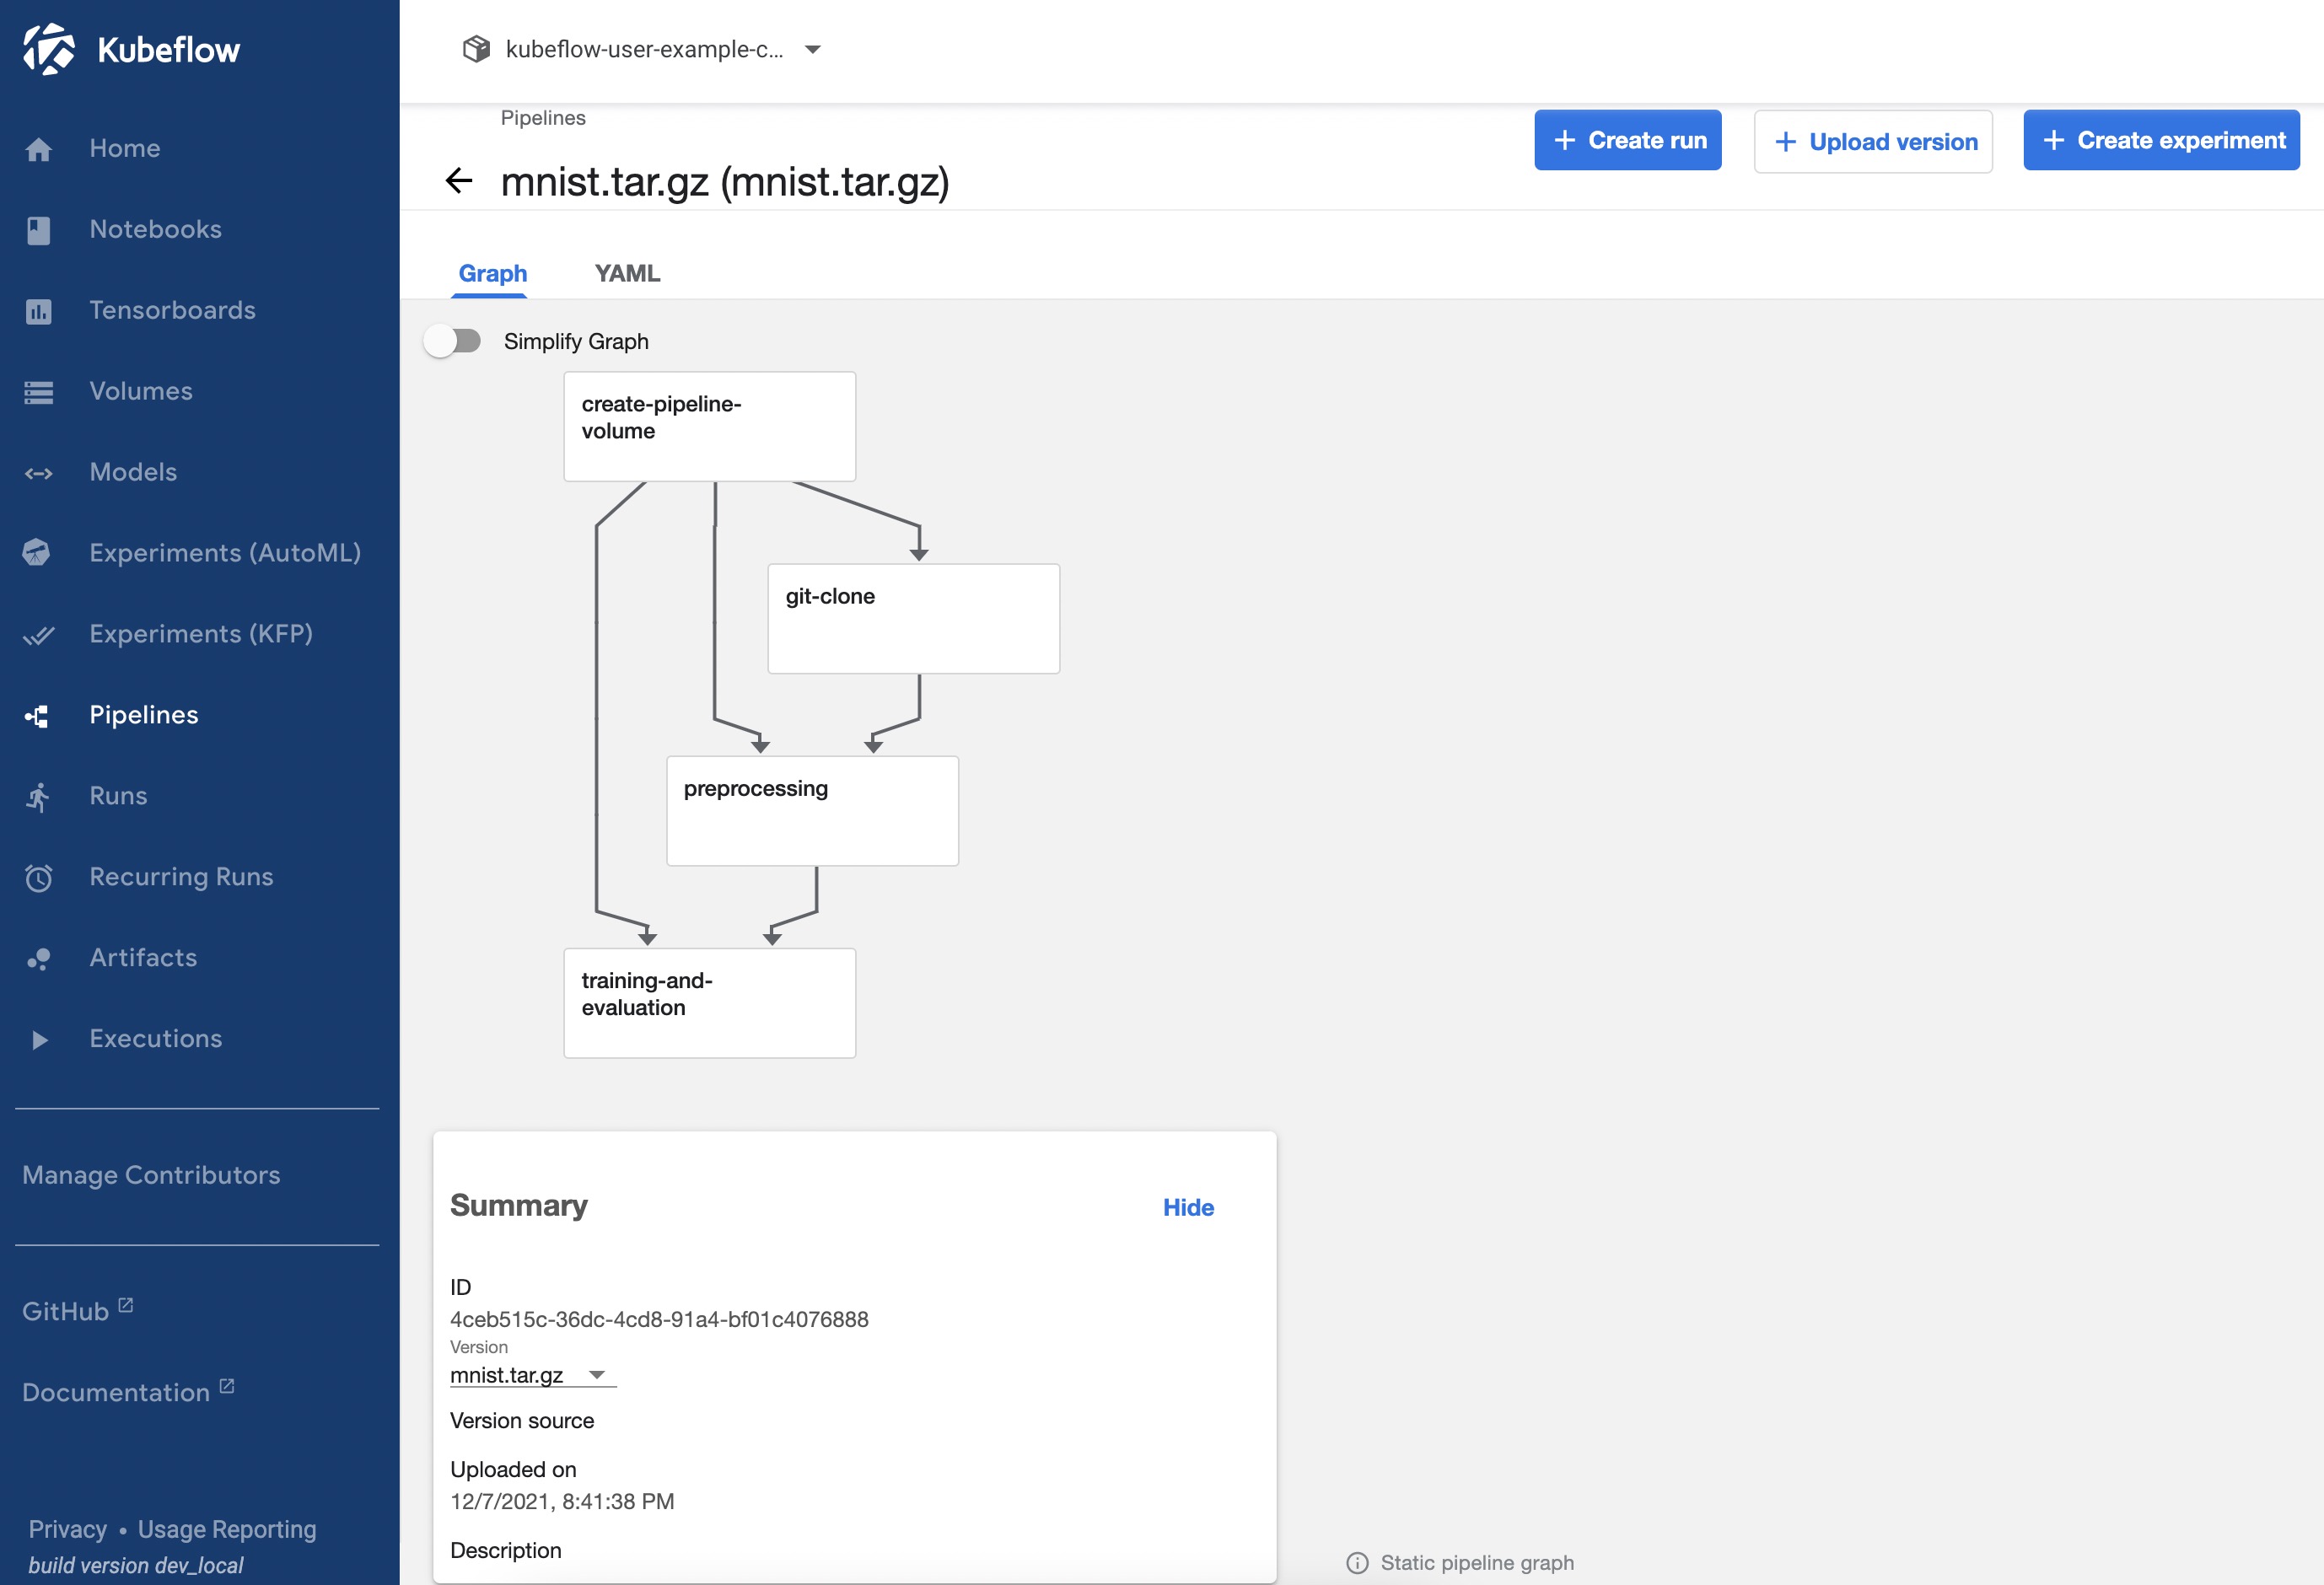 Kubeflow
Home
Notebooks
Tensorboards
Volumes
Models
Experiments (AutoML)
Experiments (KFP)
Pipelines
Runs
Recurring Runs
Artifacts
Executions
Manage Contributors
GitHub
Documentation
Privacy • Usage Reporting
build version dev_local
kubeflow-user-example-c...
Pipelines
mnist.tar.gz (mnist.tar.gz)
+ Create run
+ Upload version
+ Create experiment
Graph
YAML
Simplify Graph
create-pipeline-
volume
git-clone
preprocessing
training-and-
evaluation
Summary
Hide
ID
4ceb515c-36dc-4cd8-91a4-bf01c4076888
Version
mnist.tar.gz
Version source
Uploaded on
12/7/2021, 8:41:38 PM
Description
Static pipeline graph